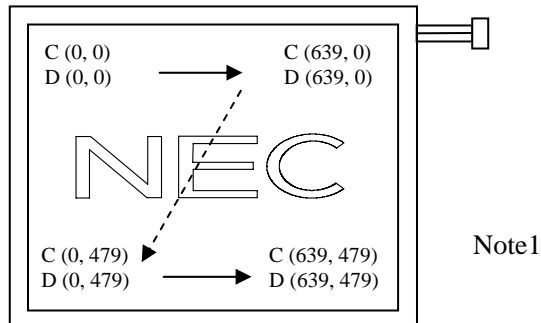 C (0, 0)
D (0, 0)
C (639, 0)
D (639, 0)
NEC
C (0, 479)
D (0, 479)
C (639, 479)
D (639, 479)
Note1